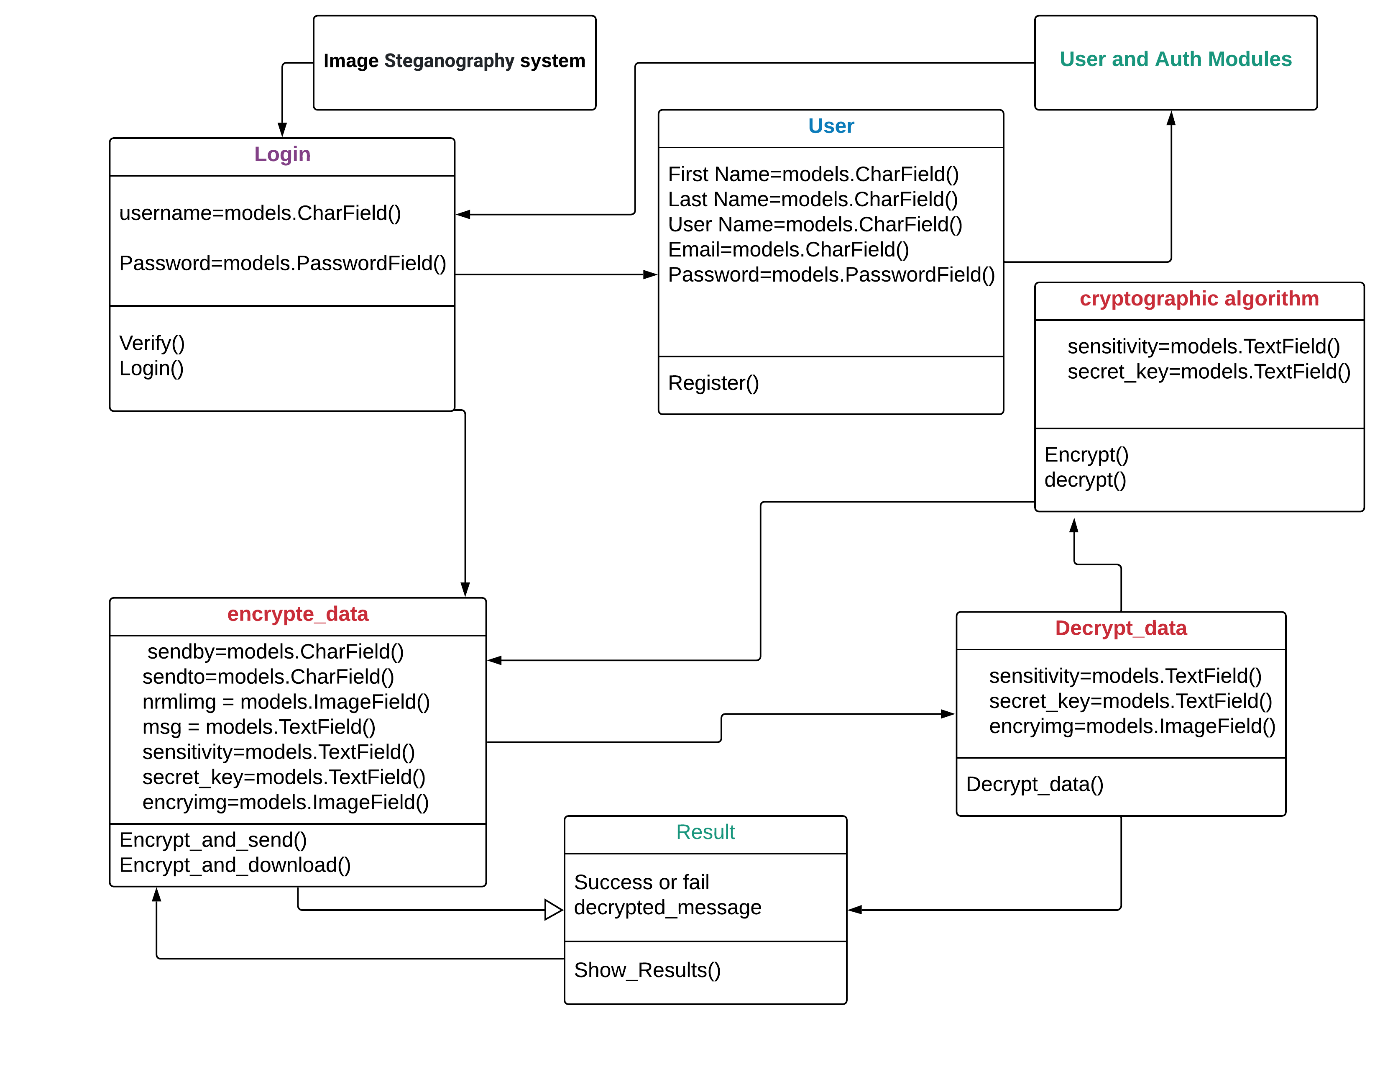 Image Steganography system
User and Auth Modules
Login
username=models.CharField()
Password=models.PasswordField()
Verify()
Login()
User
First Name=models.CharField()
Last Name=models.CharField()
User Name=models.CharField()
Email=models.CharField()
Password=models.PasswordField()
Register()
cryptographic algorithm
sensitivity=models.TextField()
secret_key=models.TextField()
Encrypt()
decrypt()
encrypte_data
sendby=models.CharField()
sendto=models.CharField()
nrmlimg = models.ImageField()
msg = models.TextField()
sensitivity=models.TextField()
secret_key=models.TextField()
encryimg=models.ImageField()
Encrypt_and_send()
Encrypt_and_download()
Decrypt_data
sensitivity=models.TextField()
secret_key=models.TextField()
encryimg=models.ImageField()
Decrypt_data()
Result
Success or fail
decrypted_message
Show_Results()